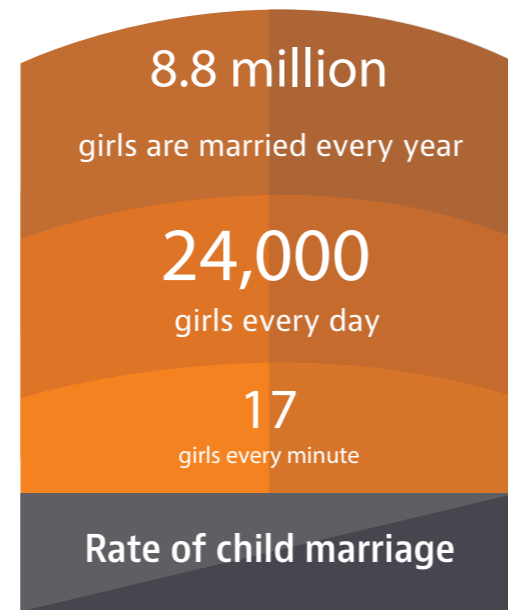 8.8 million
girls are married every year
24,000
girls every day
17
girls every minute
Rate of child marriage